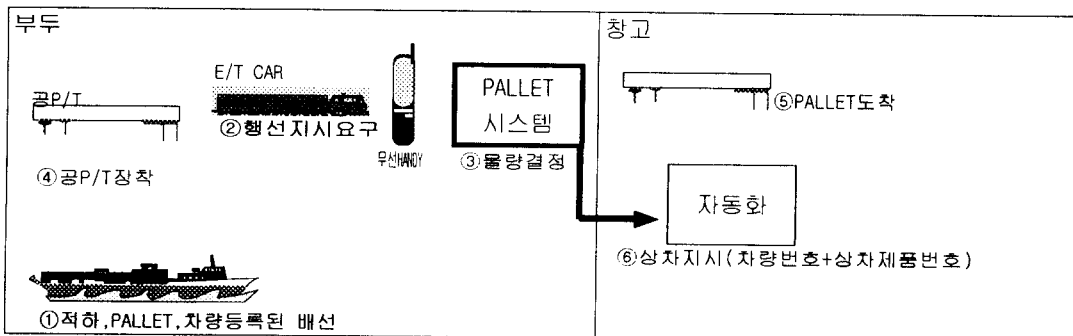 부두
창고
E/T CAR
공P/T
②행선지시요구
무선HANDY
PALLET
시스템
③물량결정
④공P/T장착
⑤PALLET도착
자동화
⑥상차지시(차량번호+상차제품번호)
①적하,PALLET,차량등록된 배선